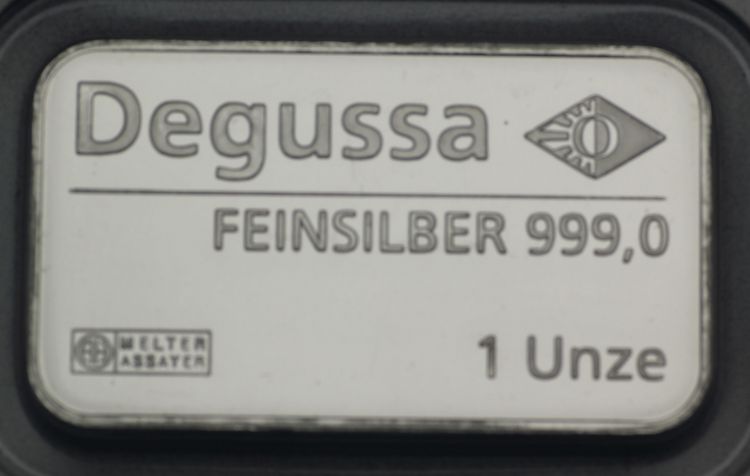 Degussa
FEINSILBER 999,0
MELTER
ASSAYER
1 Unze